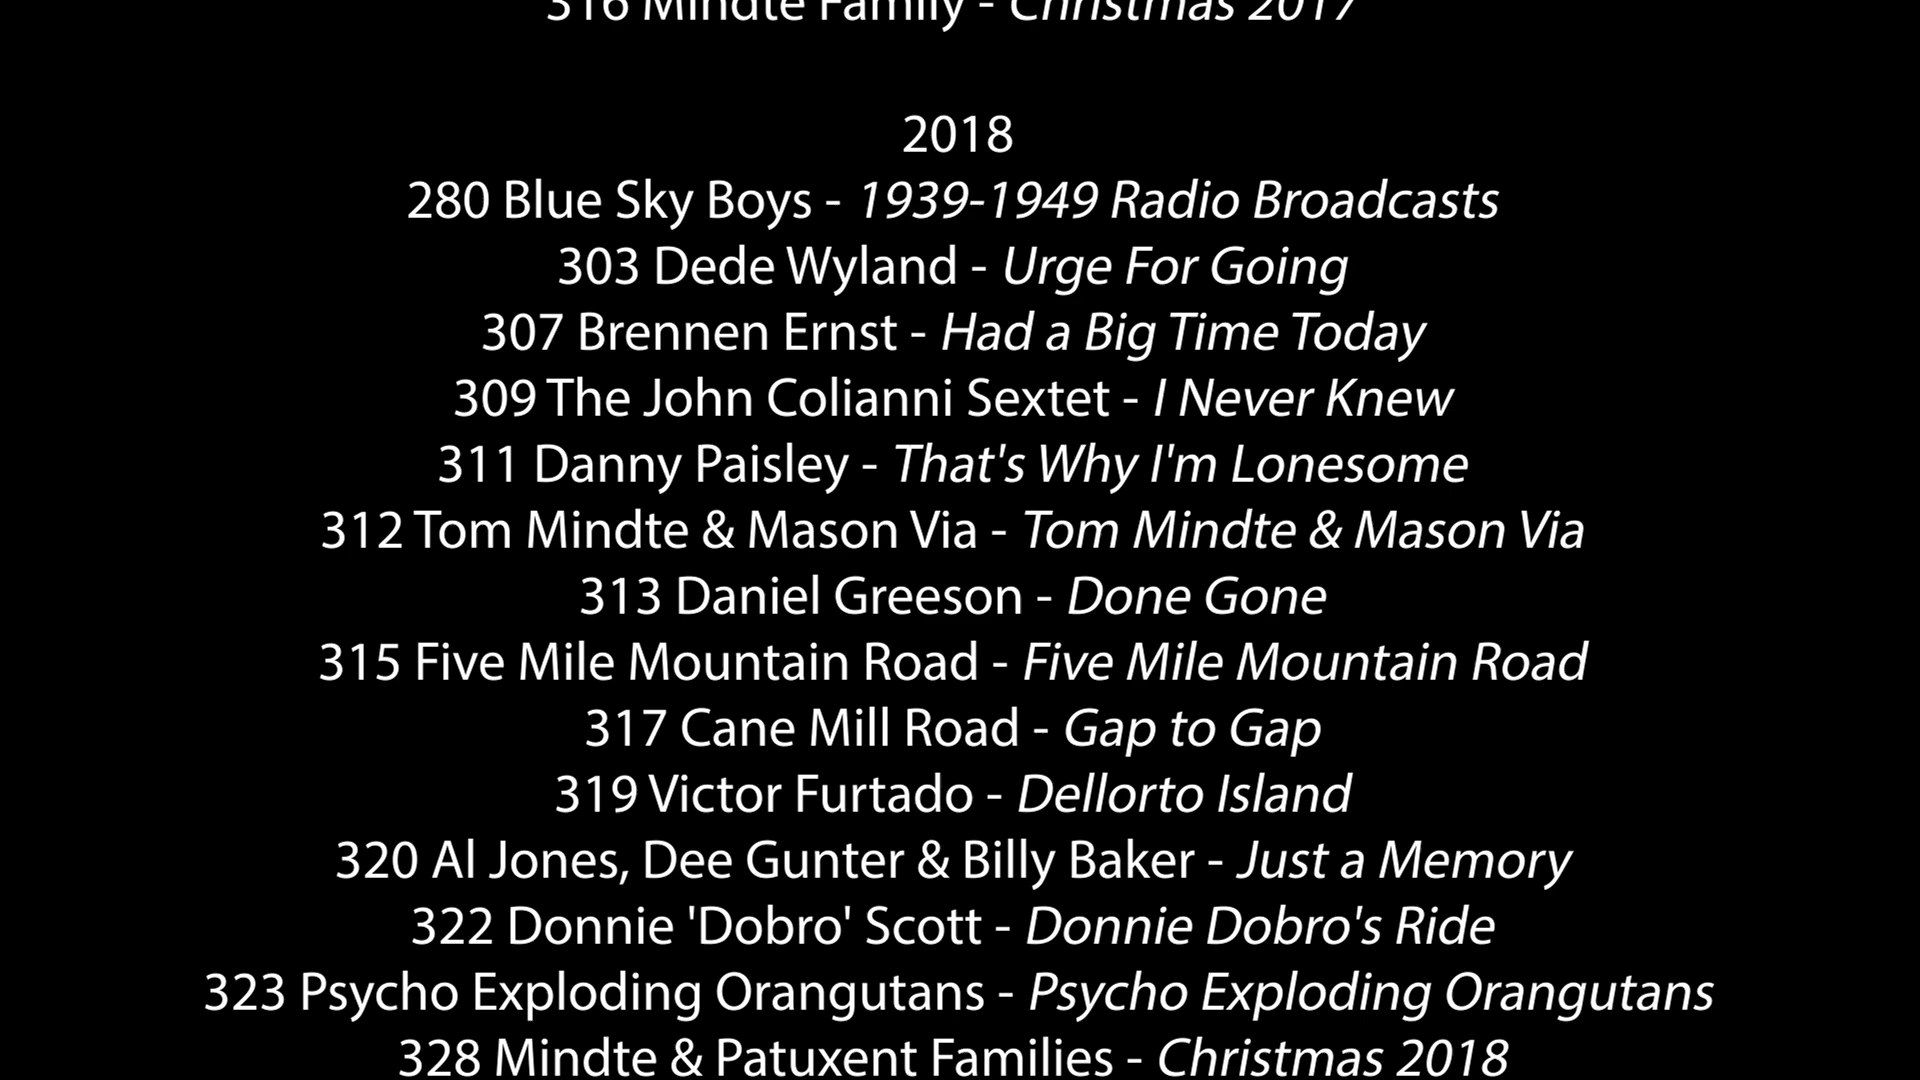 316 Mindte Family - Christmas 2017
2018
280 Blue Sky Boys - 1939-1949 Radio Broadcasts
303 Dede Wyland - Urge For Going
307 Brennen Ernst - Had a Big Time Today
309 The John Colianni Sextet - I Never Knew
311 Danny Paisley - That's Why I'm Lonesome
312 Tom Mindte & Mason Via - Tom Mindte & Mason Via
313 Daniel Greeson - Done Gone
315 Five Mile Mountain Road - Five Mile Mountain Road
317 Cane Mill Road - Gap to Gap
319 Victor Furtado - Dellorto Island
320 Al Jones, Dee Gunter & Billy Baker - Just a Memory
322 Donnie 'Dobro' Scott - Donnie Dobro's Ride
323 Psycho Exploding Orangutans - Psycho Exploding Orangutans
328 Mindte & Patuxent Families - Christmas 2018